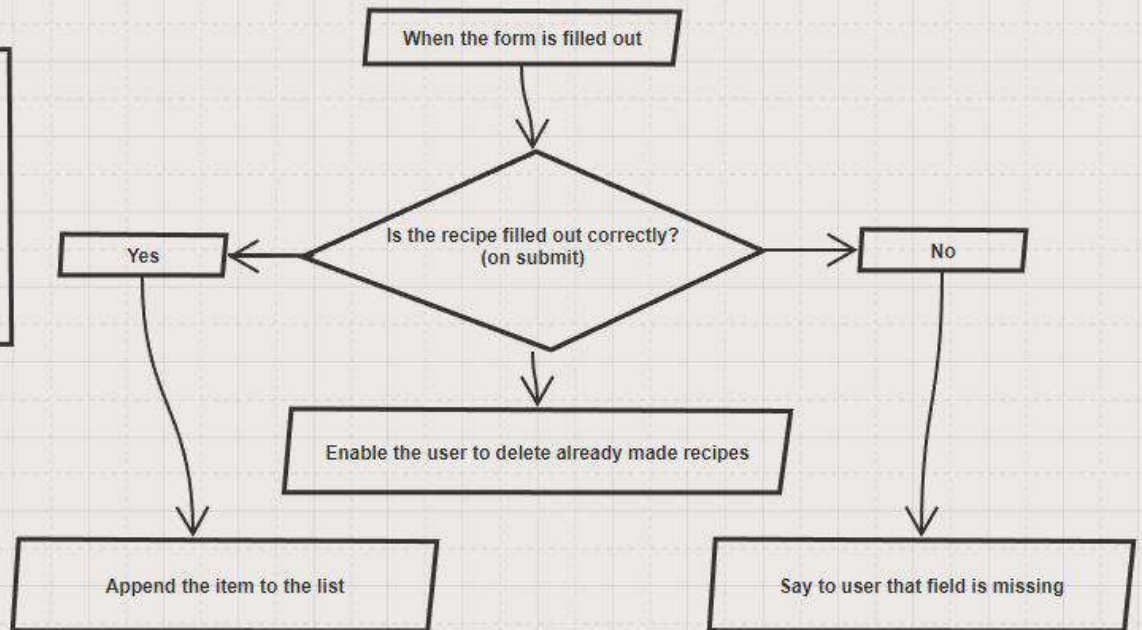 When the form is filled out
Is the recipe filled out correctly?
(on submit)
Yes
No
Enable the user to delete already made recipes
Append the item to the list
Say to user that field is missing